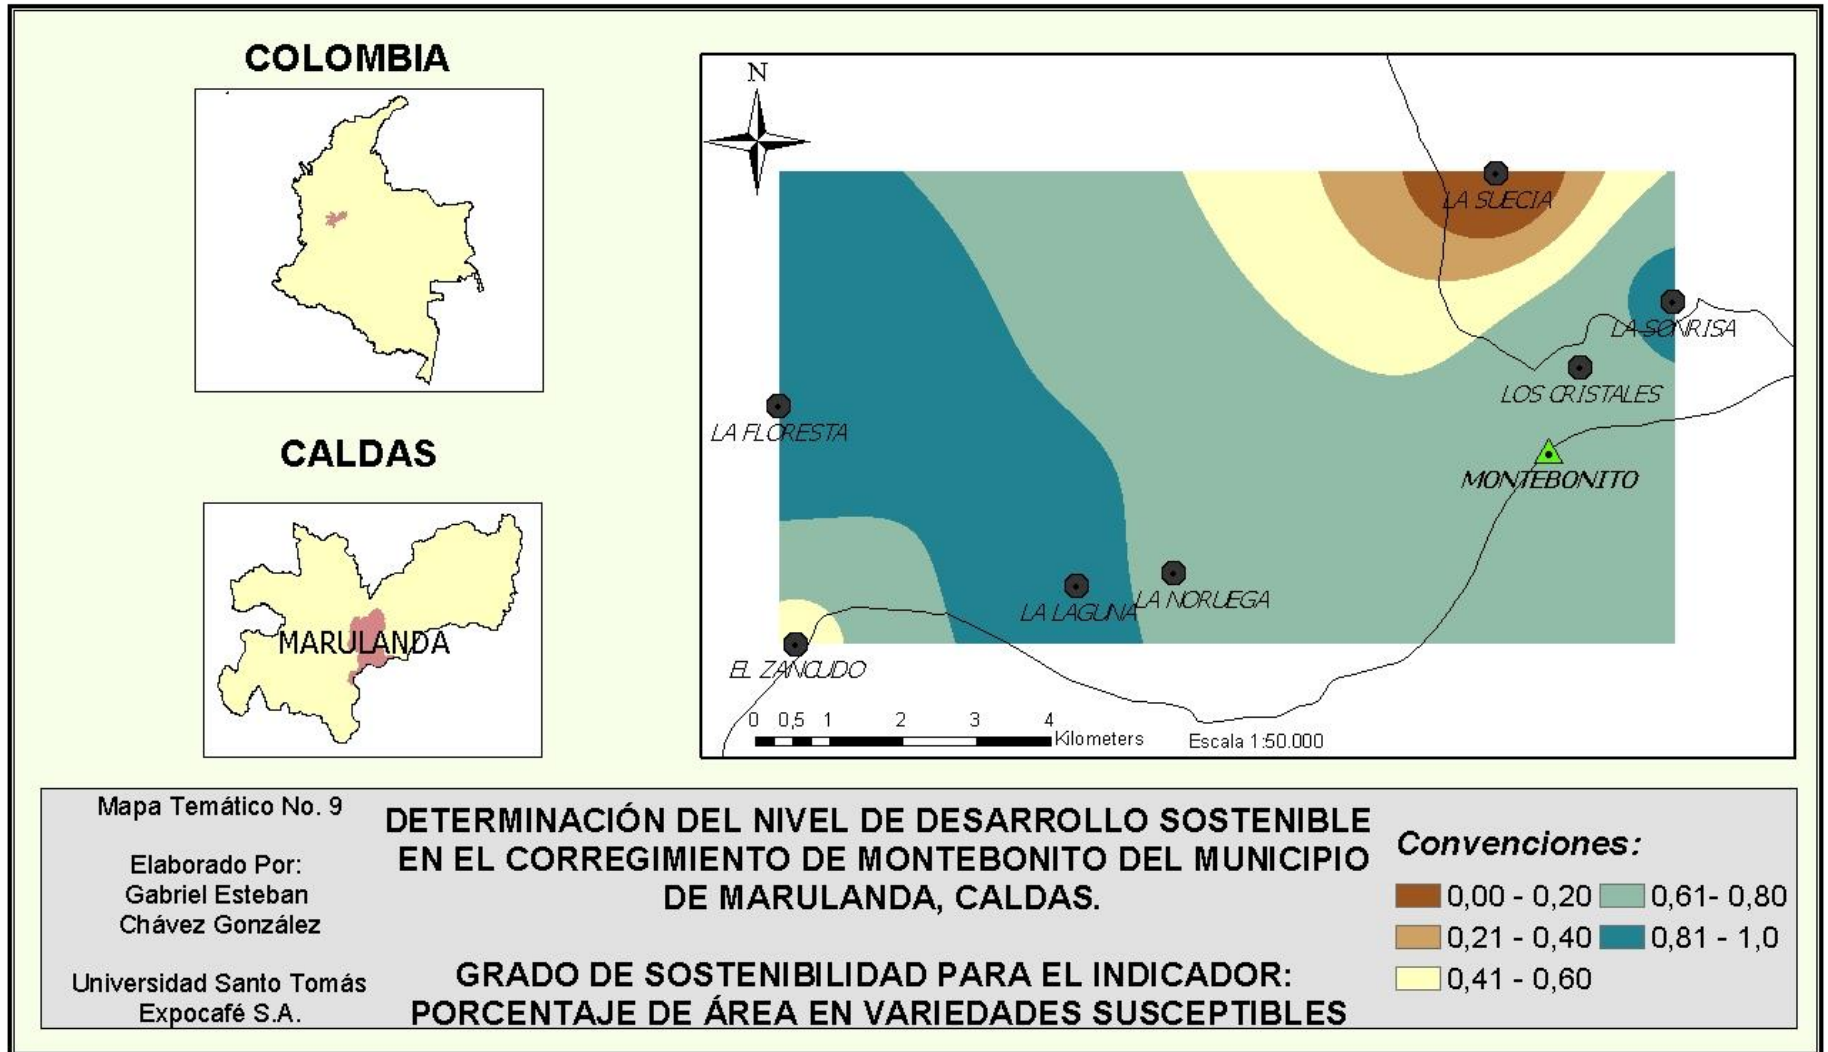 COLOMBIA
CALDAS
MARULANDA
N
LA SUECIA
LA SONRISA
LOS CRISTALES
LA FLORESTA
MONTEBONITO
LA NORUEGA
LA LAGUNA
EL ZANCUDO
0 0,5 1 2 3 4
Kilometers
Escala 1:50.000
Mapa Temático No. 9
Elaborado Por:
Gabriel Esteban
Chávez González
Universidad Santo Tomás
Expocafé S.A.
DETERMINACIÓN DEL NIVEL DE DESARROLLO SOSTENIBLE
EN EL CORREGIMIENTO DE MONTEBONITO DEL MUNICIPIO
DE MARULANDA, CALDAS.
GRADO DE SOSTENIBILIDAD PARA EL INDICADOR:
PORCENTAJE DE ÁREA EN VARIEDADES SUSCEPTIBLES
Convenciones:
0,00 - 0,20
0,21 - 0,40
0,41 - 0,60
0,61- 0,80
0,81 - 1,0